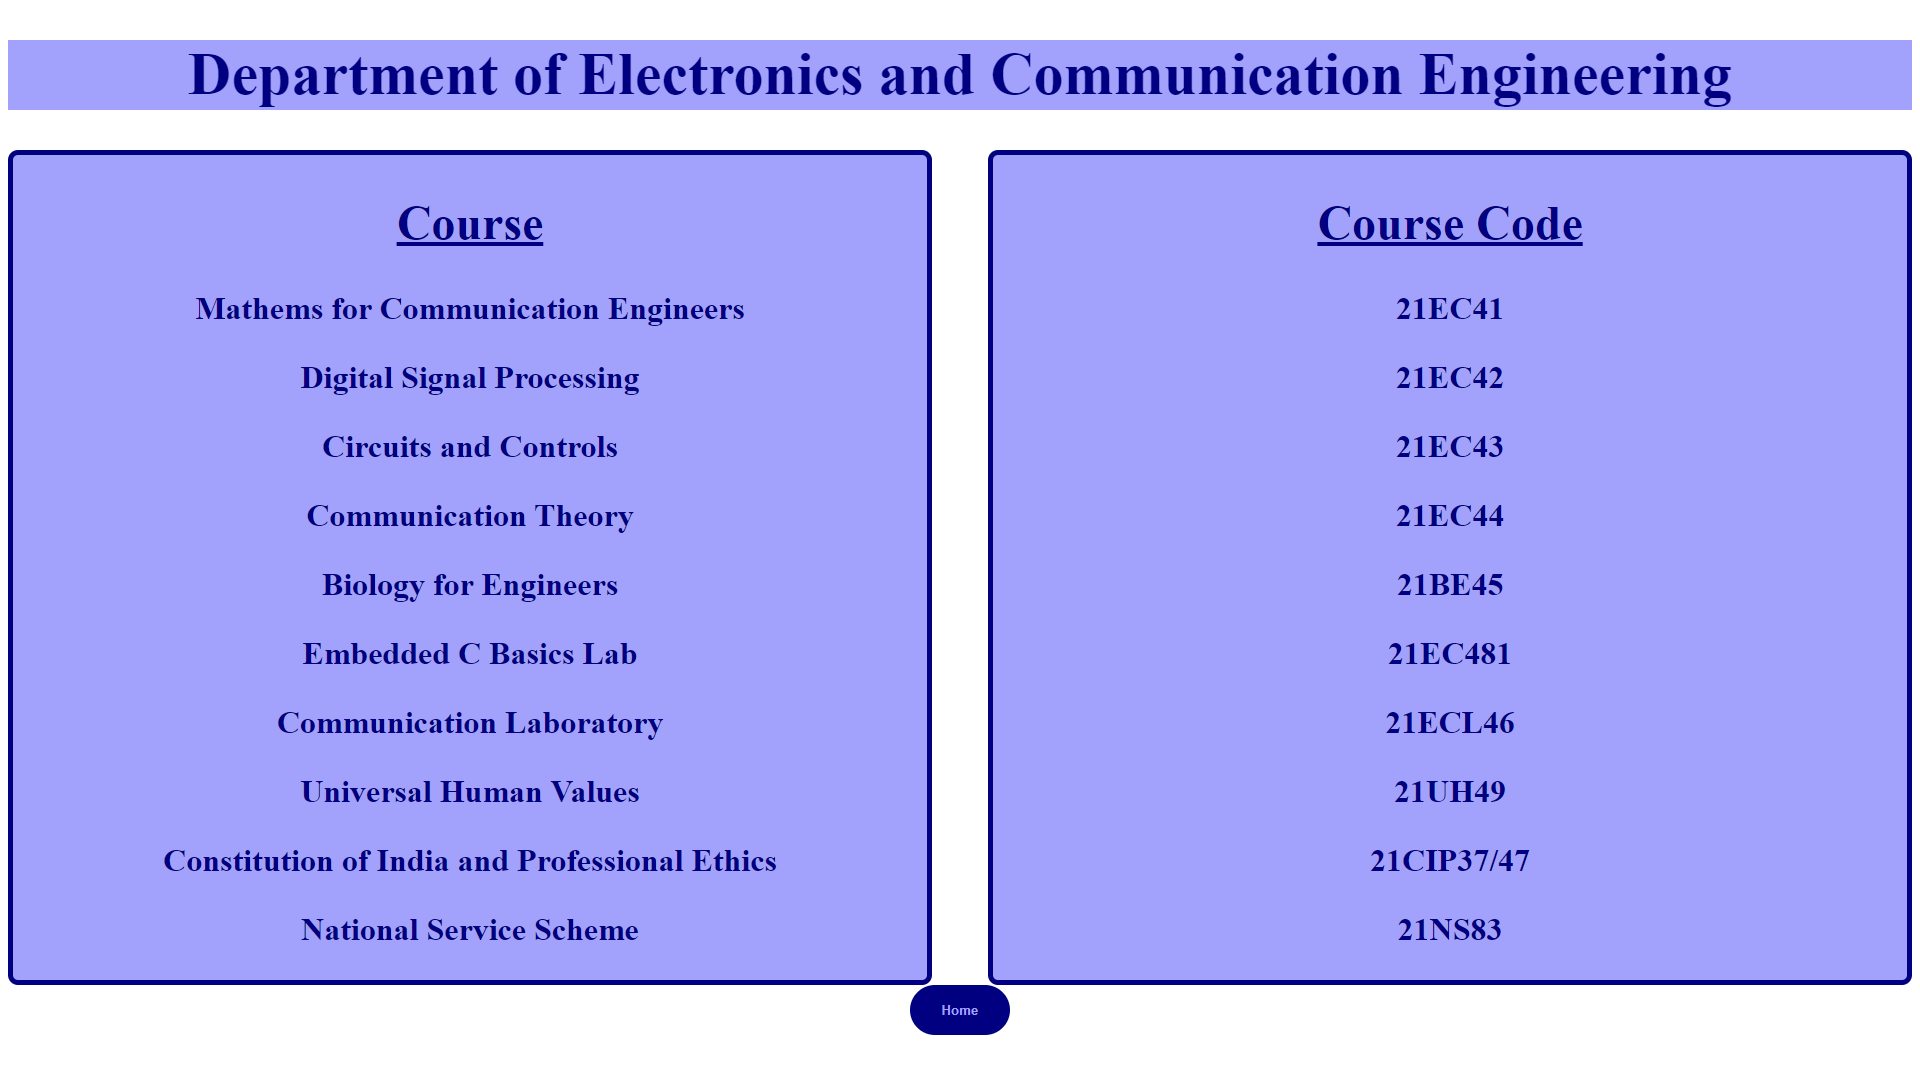 Department of Electronics and Communication Engineering
Course
Mathems for Communication Engineers
Digital Signal Processing
Circuits and Controls
Communication Theory
Biology for Engineers
Embedded C Basics Lab
Communication Laboratory
Universal Human Values
Constitution of India and Professional Ethics
National Service Scheme
Course Code
21EC41
21EC42
21EC43
21EC44
21BE45
21EC481
21ECL46
21UH49
21CIP37/47
21NS83
Home